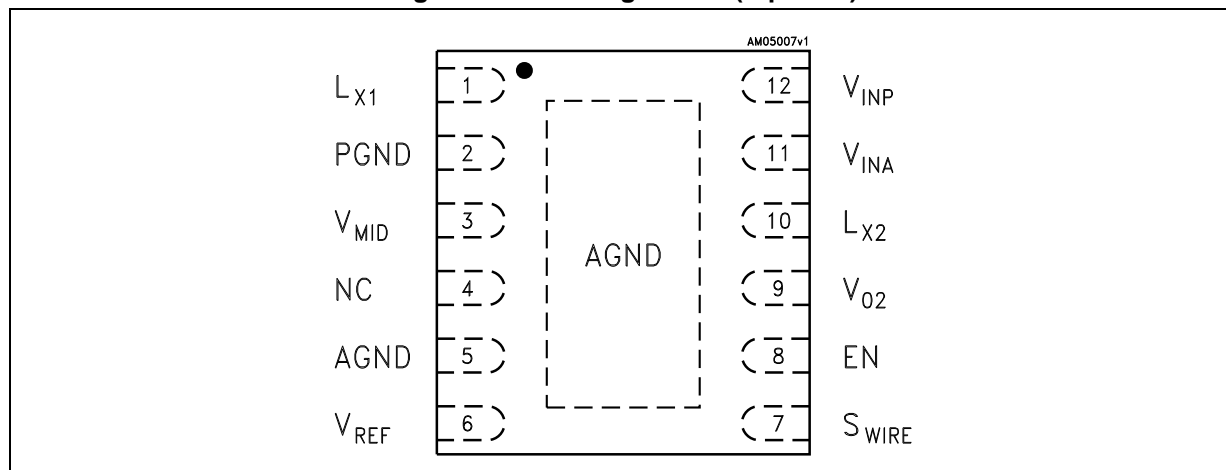 AM05007v1
L_X1 1 12 V_INP
PGND 2 11 V_INA
V_MID 3 10 L_X2
AGND
NC 4 9 V_O2
AGND 5 8 EN
V_REF 6 7 S_WIRE